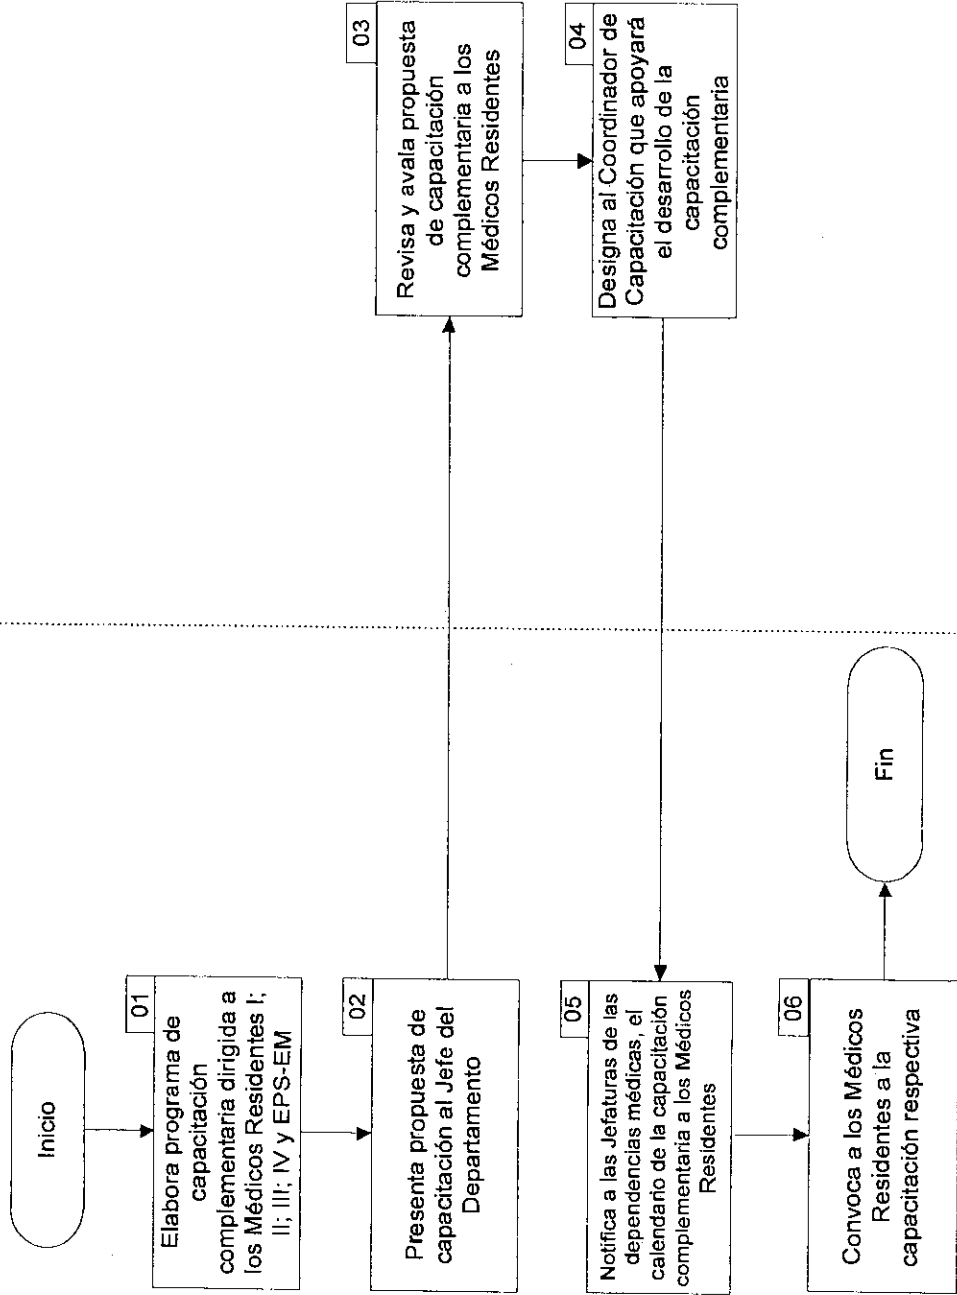 Inicio
01
Elabora programa de
capacitación
complementaria dirigida a
los Médicos Residentes I;
II; III; IV y EPS-EM
02
Presenta propuesta de
capacitación al Jefe del
Departamento
03
Revisa y avala propuesta
de capacitación
complementaria a los
Médicos Residentes
04
Designa al Coordinador de
Capacitación que apoyará
el desarrollo de la
capacitación
complementaria
05
Notifica a las Jefaturas de las
dependencias médicas, el
calendario de la capacitación
complementaria a los Médicos
Residentes
06
Convoca a los Médicos
Residentes a la
capacitación respectiva
Fin